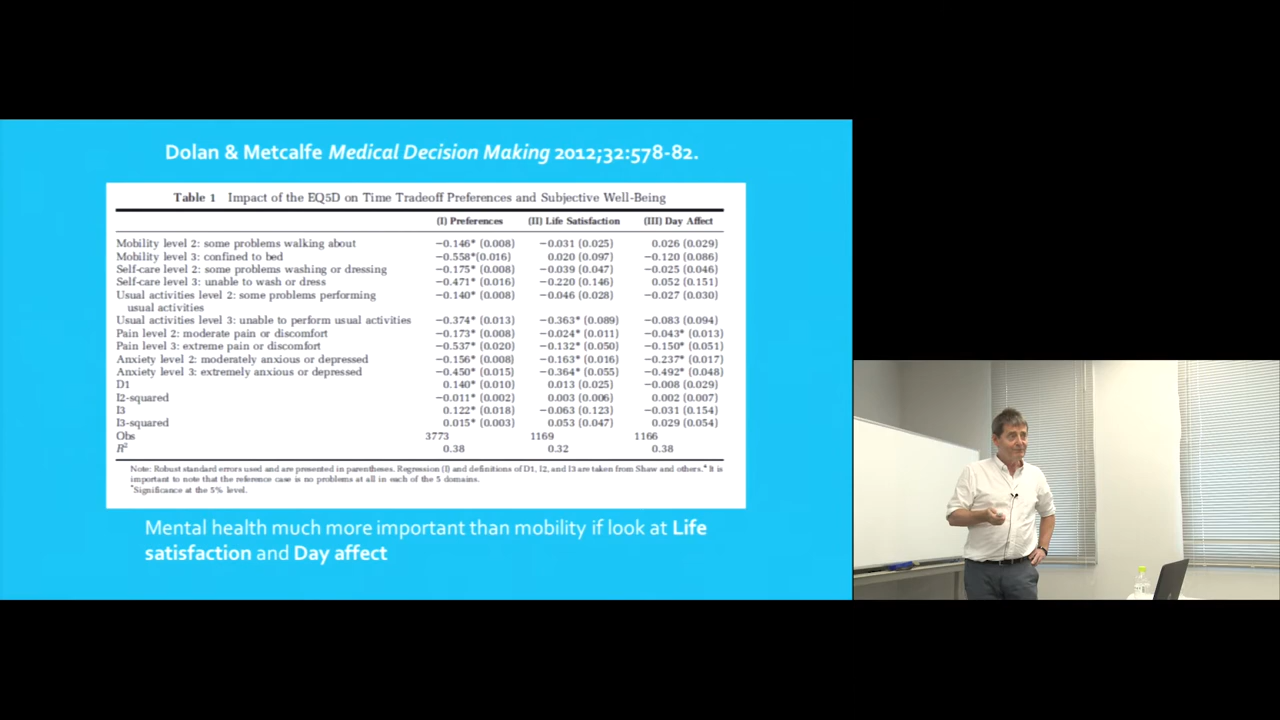 Dolan & Metcalfe Medical Decision Making 2012;32:578-82.
Table 1 Impact of the EQ5D on Time Tradeoff Preferences and Subjective Well-Being
(I) Preferences (II) Life Satisfaction (III) Day Affect
Mobility level 2: some problems walking about −0.146* (0.008) −0.031 (0.025) 0.026 (0.029)
Mobility level 3: confined to bed −0.558*(0.016) 0.020 (0.097) −0.120 (0.086)
Self-care level 2: some problems washing or dressing −0.175* (0.008) −0.039 (0.047) −0.025 (0.046)
Self-care level 3: unable to wash or dress −0.471* (0.016) −0.220 (0.146) 0.052 (0.151)
Usual activities level 2: some problems performing −0.140* (0.008) −0.046 (0.028) −0.027 (0.030)
usual activities
Usual activities level 3: unable to perform usual activities −0.374* (0.013) −0.363* (0.089) −0.083 (0.094)
Pain level 2: moderate pain or discomfort −0.173* (0.008) −0.024* (0.011) −0.043* (0.013)
Pain level 3: extreme pain or discomfort −0.537* (0.020) −0.132* (0.050) −0.150* (0.051)
Anxiety level 2: moderately anxious or depressed −0.156* (0.008) −0.163* (0.016) −0.237* (0.017)
Anxiety level 3: extremely anxious or depressed −0.450* (0.015) −0.364* (0.055) −0.492* (0.048)
D1 0.140* (0.010) 0.013 (0.025) −0.008 (0.029)
I2-squared −0.011* (0.002) 0.003 (0.006) 0.002 (0.007)
I3 0.122* (0.018) −0.063 (0.123) −0.031 (0.154)
I3-squared 0.015* (0.003) 0.053 (0.047) 0.029 (0.054)
Obs 3773 1169 1166
R² 0.38 0.32 0.38
Note: Robust standard errors used and are presented in parentheses. Regression (I) and definitions of D1, I2, and I3 are taken from Shaw and others.⁴ It is
important to note that the reference case is no problems at all in each of the 5 domains.
*Significance at the 5% level.
Mental health much more important than mobility if look at Life
satisfaction and Day affect